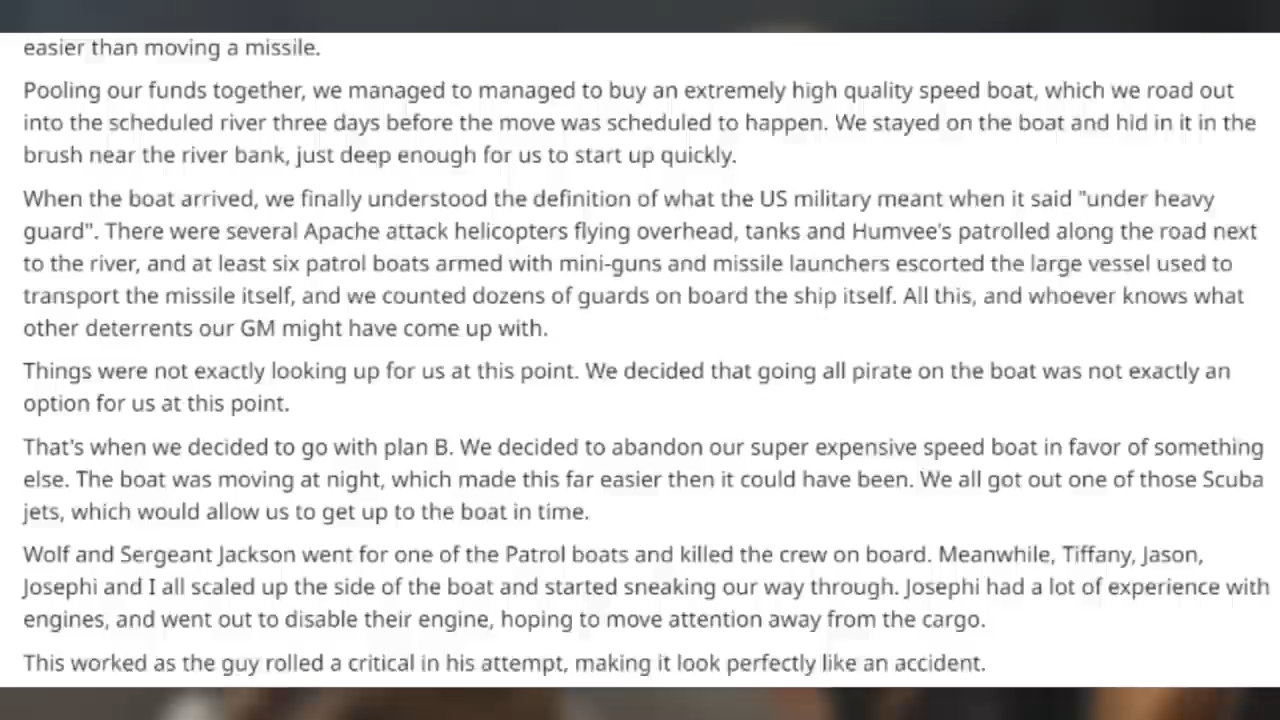 easier than moving a missile.
Pooling our funds together, we managed to managed to buy an extremely high quality speed boat, which we road out
into the scheduled river three days before the move was scheduled to happen. We stayed on the boat and hid in it in the
brush near the river bank, just deep enough for us to start up quickly.
When the boat arrived, we finally understood the definition of what the US military meant when it said "under heavy
guard". There were several Apache attack helicopters flying overhead, tanks and Humvee's patrolled along the road next
to the river, and at least six patrol boats armed with mini-guns and missile launchers escorted the large vessel used to
transport the missile itself, and we counted dozens of guards on board the ship itself. All this, and whoever knows what
other deterrents our GM might have come up with.
Things were not exactly looking up for us at this point. We decided that going all pirate on the boat was not exactly an
option for us at this point.
That's when we decided to go with plan B. We decided to abandon our super expensive speed boat in favor of something
else. The boat was moving at night, which made this far easier then it could have been. We all got out one of those Scuba
jets, which would allow us to get up to the boat in time.
Wolf and Sergeant Jackson went for one of the Patrol boats and killed the crew on board. Meanwhile, Tiffany, Jason,
Josephi and I all scaled up the side of the boat and started sneaking our way through. Josephi had a lot of experience with
engines, and went out to disable their engine, hoping to move attention away from the cargo.
This worked as the guy rolled a critical in his attempt, making it look perfectly like an accident.